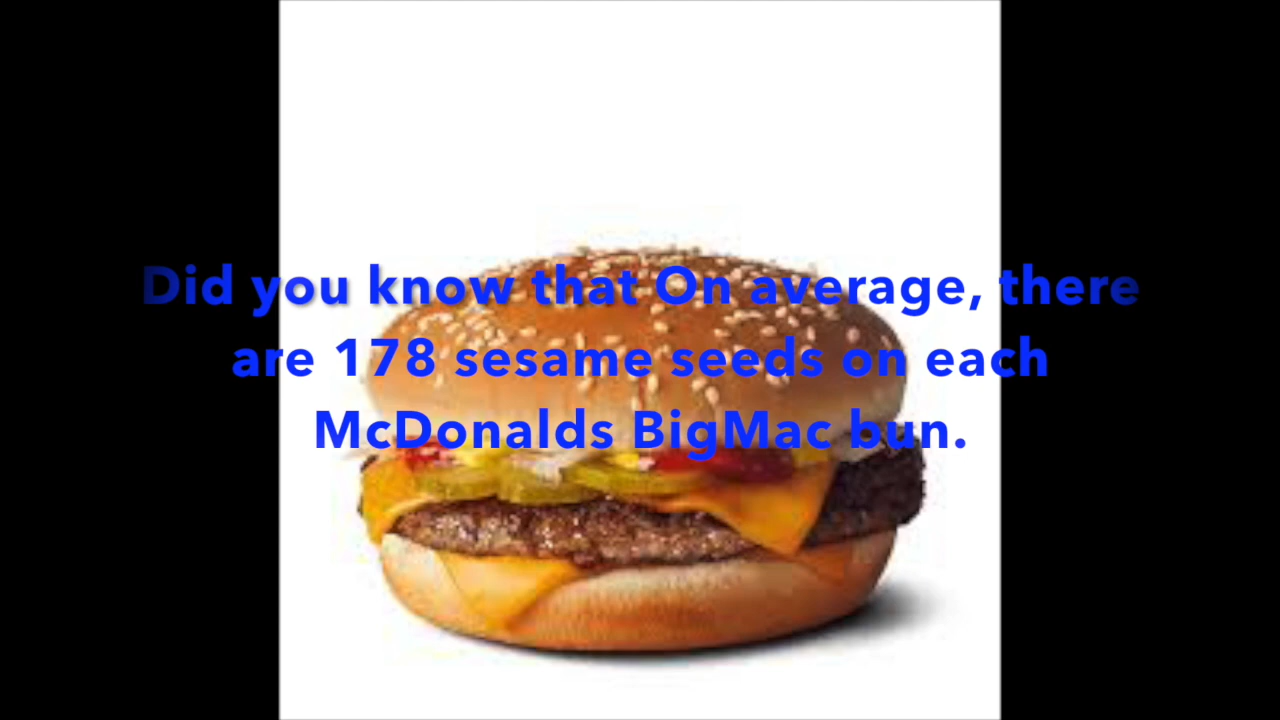 Did you know that On average, there
are 178 sesame seeds on each
McDonalds BigMac bun.